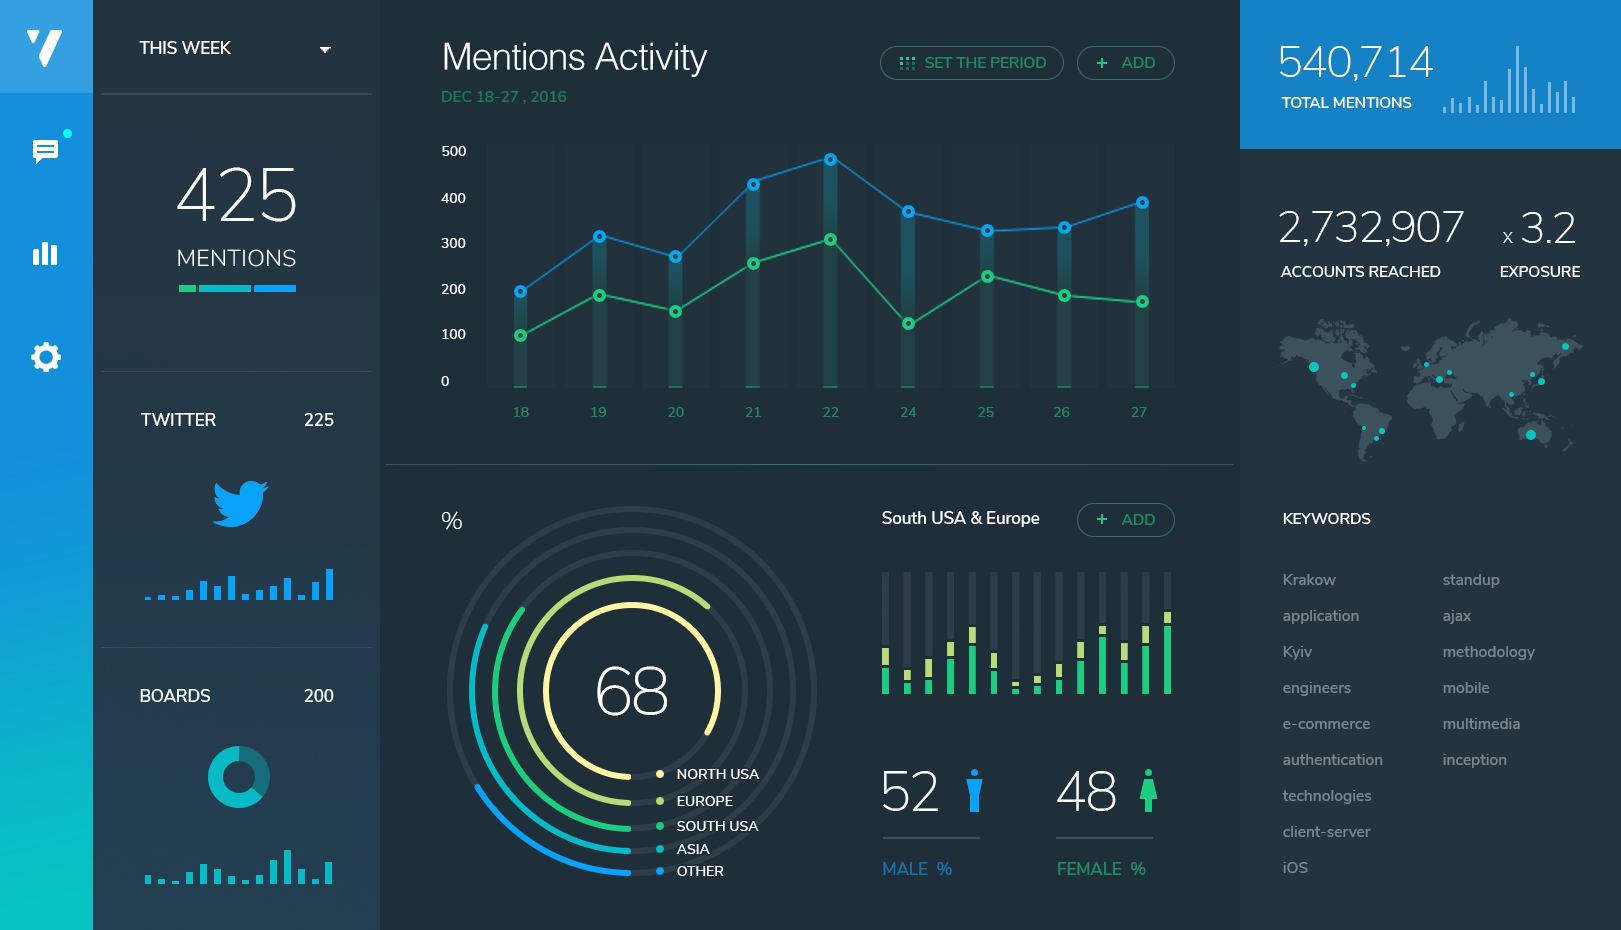 THIS WEEK
425
MENTIONS
TWITTER 225
BOARDS 200
Mentions Activity
DEC 18-27 , 2016
SET THE PERIOD
+ ADD
500
400
300
200
100
0
18 19 20 21 22 24 25 26 27
%
68
NORTH USA
EUROPE
SOUTH USA
ASIA
OTHER
South USA & Europe
+ ADD
52
MALE %
48
FEMALE %
540,714
TOTAL MENTIONS
2,732,907
ACCOUNTS REACHED
x 3.2
EXPOSURE
KEYWORDS
Krakow
application
Kyiv
engineers
e-commerce
authentication
technologies
client-server
iOS
standup
ajax
methodology
mobile
multimedia
inception